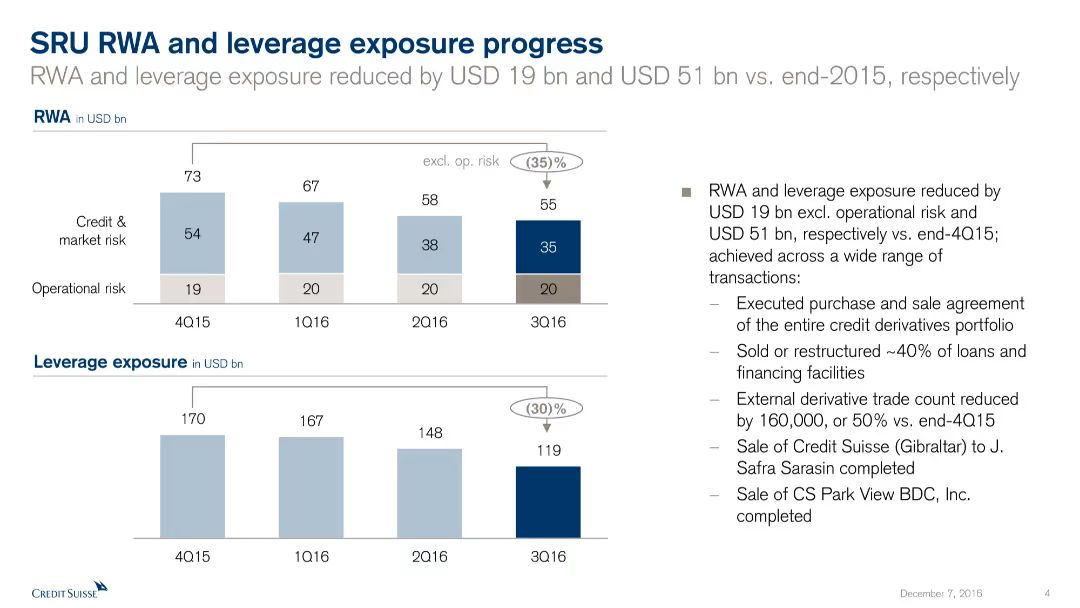 SRU RWA and leverage exposure progress
RWA and leverage exposure reduced by USD 19 bn and USD 51 bn vs. end-2015, respectively
RWA in USD bn
excl. op. risk (35)%
73
67
58
55
Credit &
market risk
54
47
38
35
Operational risk
19
20
20
20
4Q15
1Q16
2Q16
3Q16
Leverage exposure in USD bn
(30)%
170
167
148
119
4Q15
1Q16
2Q16
3Q16
RWA and leverage exposure reduced by
USD 19 bn excl. operational risk and
USD 51 bn, respectively vs. end-4Q15;
achieved across a wide range of
transactions:
– Executed purchase and sale agreement
of the entire credit derivatives portfolio
– Sold or restructured ~40% of loans and
financing facilities
– External derivative trade count reduced
by 160,000, or 50% vs. end-4Q15
– Sale of Credit Suisse (Gibraltar) to J.
Safra Sarasin completed
– Sale of CS Park View BDC, Inc.
completed
CREDIT SUISSE
December 7, 2016
4